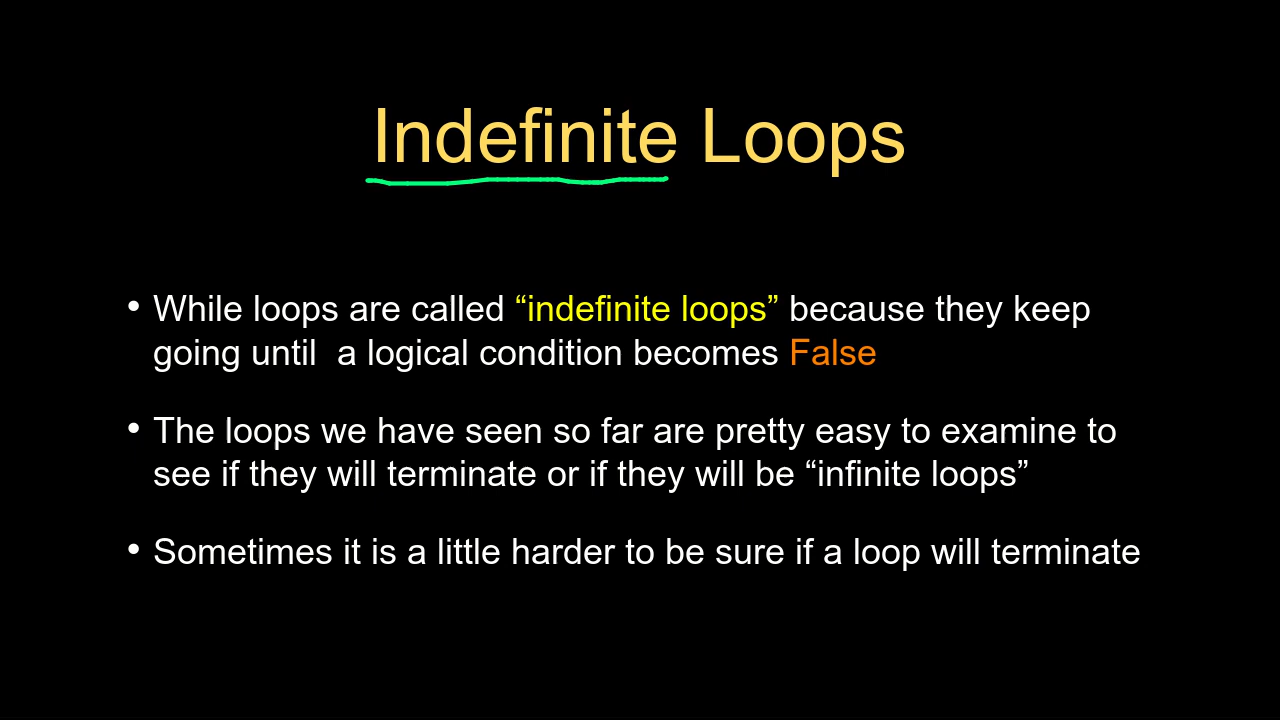 Indefinite Loops
• While loops are called “indefinite loops” because they keep
going until  a logical condition becomes False
• The loops we have seen so far are pretty easy to examine to
see if they will terminate or if they will be “infinite loops”
• Sometimes it is a little harder to be sure if a loop will terminate